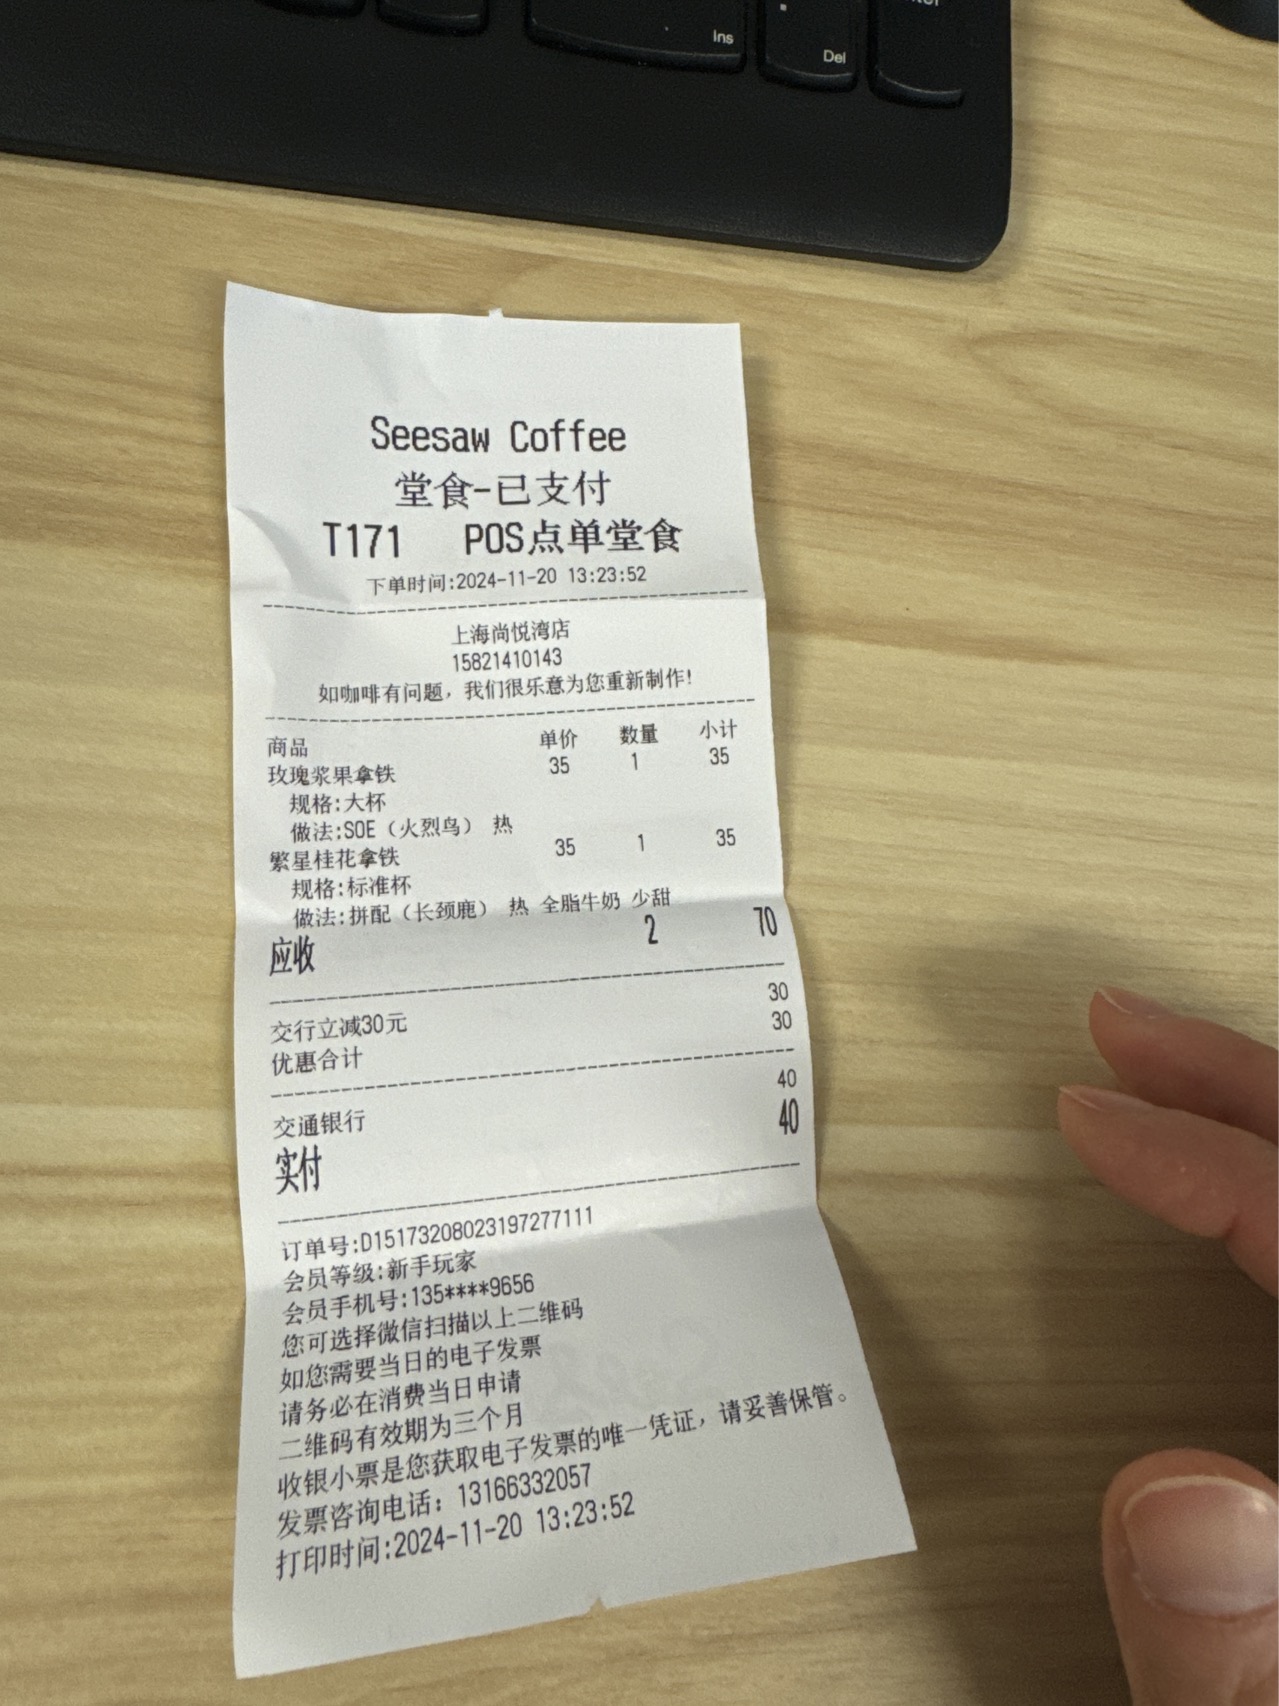 Ins
Del
Seesaw Coffee
堂食-已支付
T171 POS点单堂食
下单时间:2024-11-20 13:23:52
上海尚悦湾店
15821410143
如咖啡有问题，我们很乐意为您重新制作!
商品 单价 数量 小计
玫瑰浆果拿铁 35 1 35
规格:大杯
做法:SOE（火烈鸟） 热
繁星桂花拿铁 35 1 35
规格:标准杯
做法:拼配（长颈鹿） 热 全脂牛奶 少甜
应收 2 70
交行立减30元 30
优惠合计 30
交通银行 40
实付 40
订单号:D15173208023197277111
会员等级:新手玩家
会员手机号:135****9656
您可选择微信扫描以上二维码
如您需要当日的电子发票
请务必在消费当日申请
二维码有效期为三个月
收银小票是您获取电子发票的唯一凭证，请妥善保管。
发票咨询电话：13166332057
打印时间:2024-11-20 13:23:52